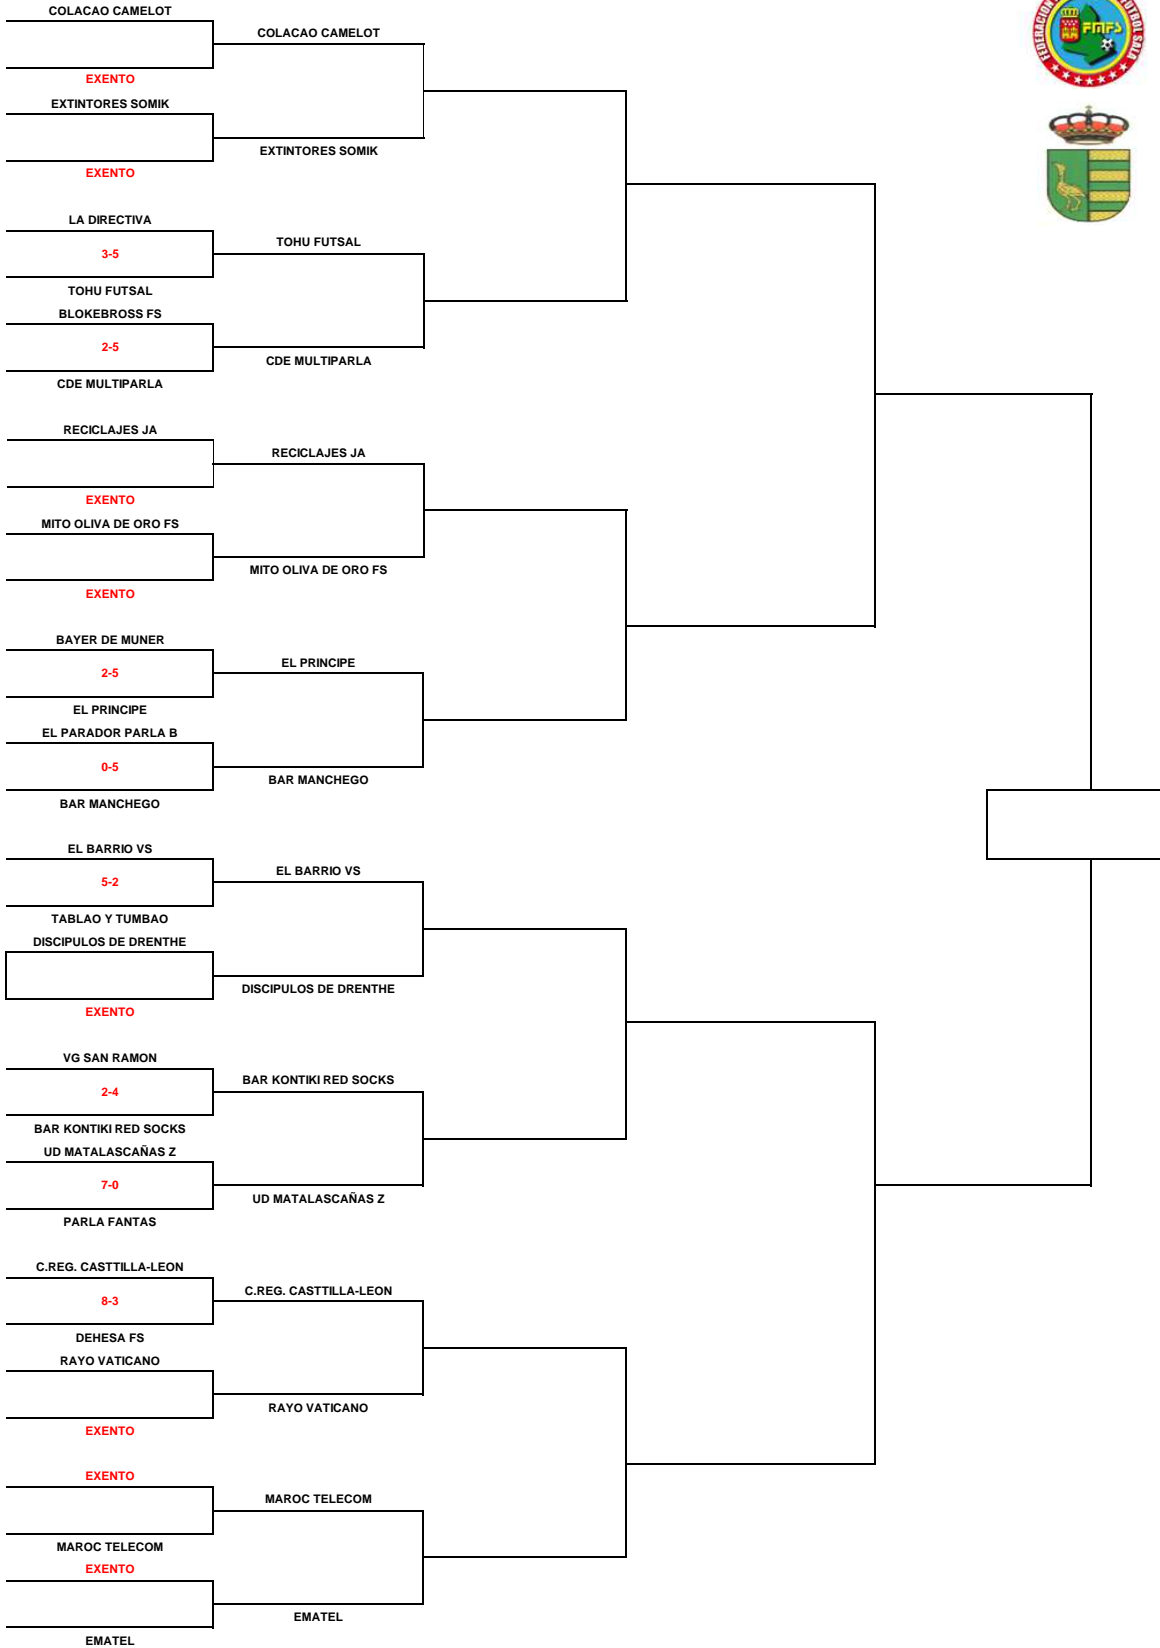 COLACAO CAMELOT
COLACAO CAMELOT
EXENTO
EXTINTORES SOMIK
EXTINTORES SOMIK
EXENTO
LA DIRECTIVA
3-5
TOHU FUTSAL
TOHU FUTSAL
BLOKEBROSS FS
2-5
CDE MULTIPARLA
CDE MULTIPARLA
RECICLAJES JA
RECICLAJES JA
EXENTO
MITO OLIVA DE ORO FS
MITO OLIVA DE ORO FS
EXENTO
BAYER DE MUNER
2-5
EL PRINCIPE
EL PRINCIPE
EL PARADOR PARLA B
0-5
BAR MANCHEGO
BAR MANCHEGO
EL BARRIO VS
5-2
EL BARRIO VS
TABLAO Y TUMBAO
DISCIPULOS DE DRENTHE
DISCIPULOS DE DRENTHE
EXENTO
VG SAN RAMON
2-4
BAR KONTIKI RED SOCKS
BAR KONTIKI RED SOCKS
UD MATALASCAÑAS Z
7-0
UD MATALASCAÑAS Z
PARLA FANTAS
C.REG. CASTTILLA-LEON
8-3
C.REG. CASTTILLA-LEON
DEHESA FS
RAYO VATICANO
RAYO VATICANO
EXENTO
EXENTO
MAROC TELECOM
MAROC TELECOM
EXENTO
EMATEL
EMATEL
FEDERACION
FUTBOL SALA
FMFS